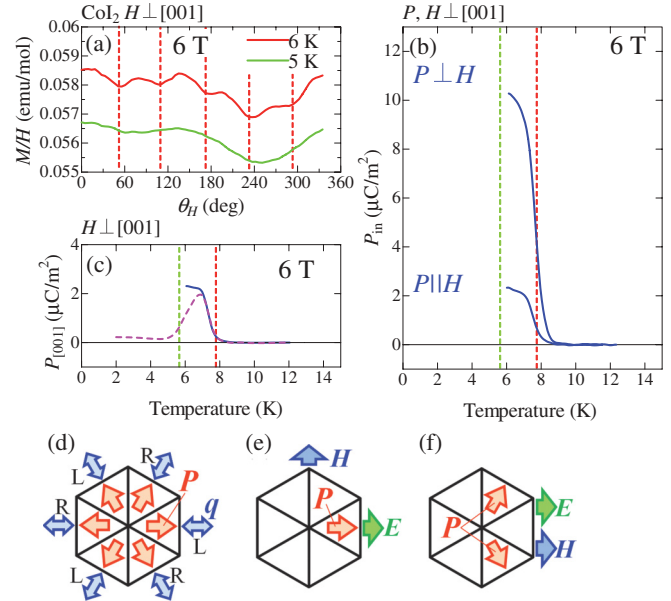 CoI₂ H⊥[001]
(a)
6 T
6 K
5 K
0.06
0.059
0.058
0.057
0.056
0.055
M/H (emu/mol)
0 60 120 180 240 300 360
θH (deg)
H⊥[001]
(c)
6 T
4
2
0
P[001] (μC/m²)
0 2 4 6 8 10 12 14
Temperature (K)
P, H⊥[001]
(b)
6 T
P⊥H
P||H
12
10
8
6
4
2
0
Pin (μC/m²)
0 2 4 6 8 10 12 14
Temperature (K)
(d)
L
R
R
P
q
L
L
R
(e)
H
P
E
(f)
P
E
H